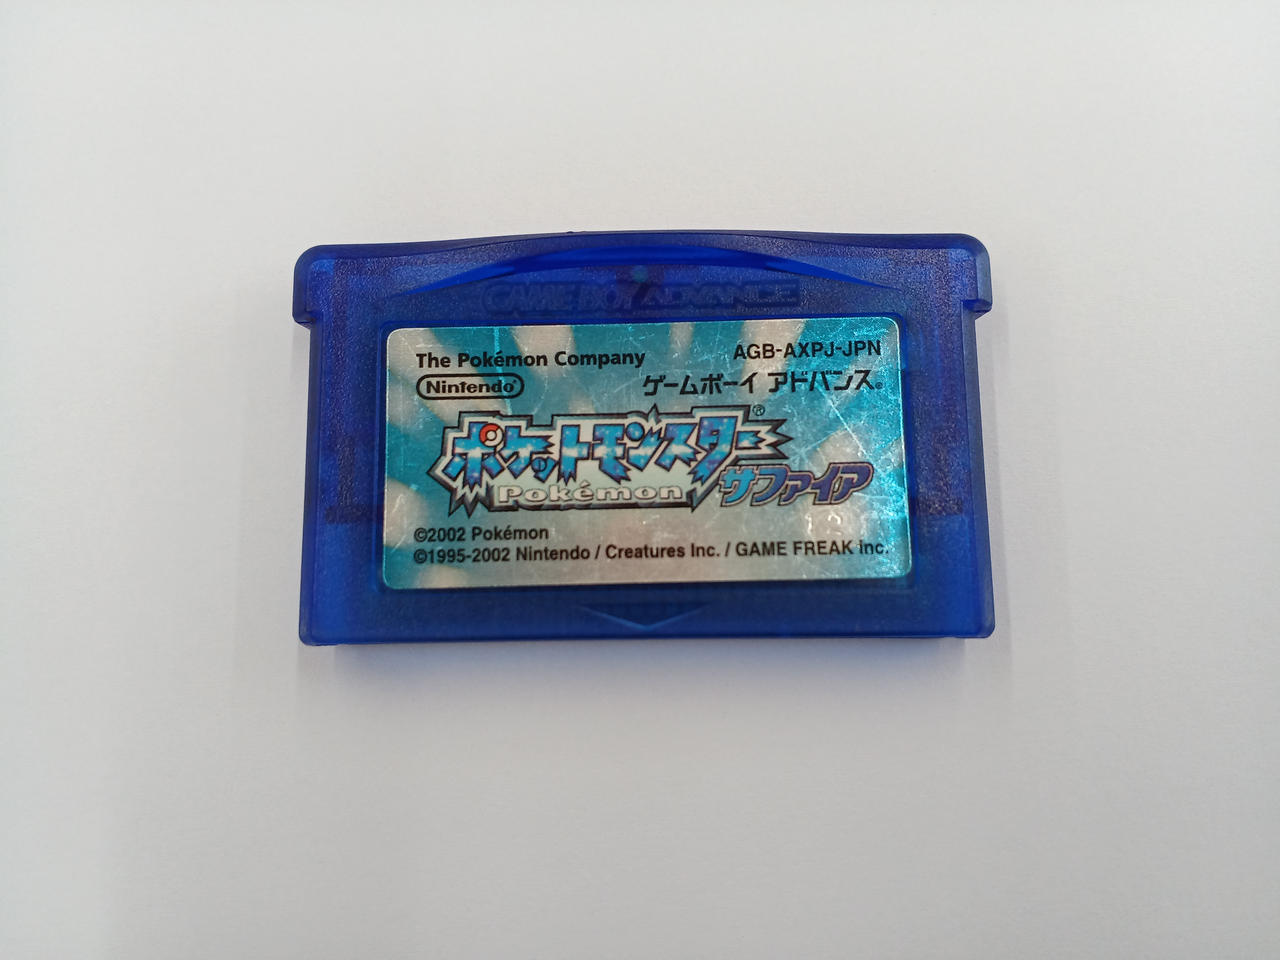 GAME BOY ADVANCE
The Pokémon Company
AGB-AXPJ-JPN
Nintendo
ゲームボーイ アドバンス®
ポケットモンスター®
Pokémon
サファイア
©2002 Pokémon
©1995-2002 Nintendo / Creatures Inc. / GAME FREAK inc.